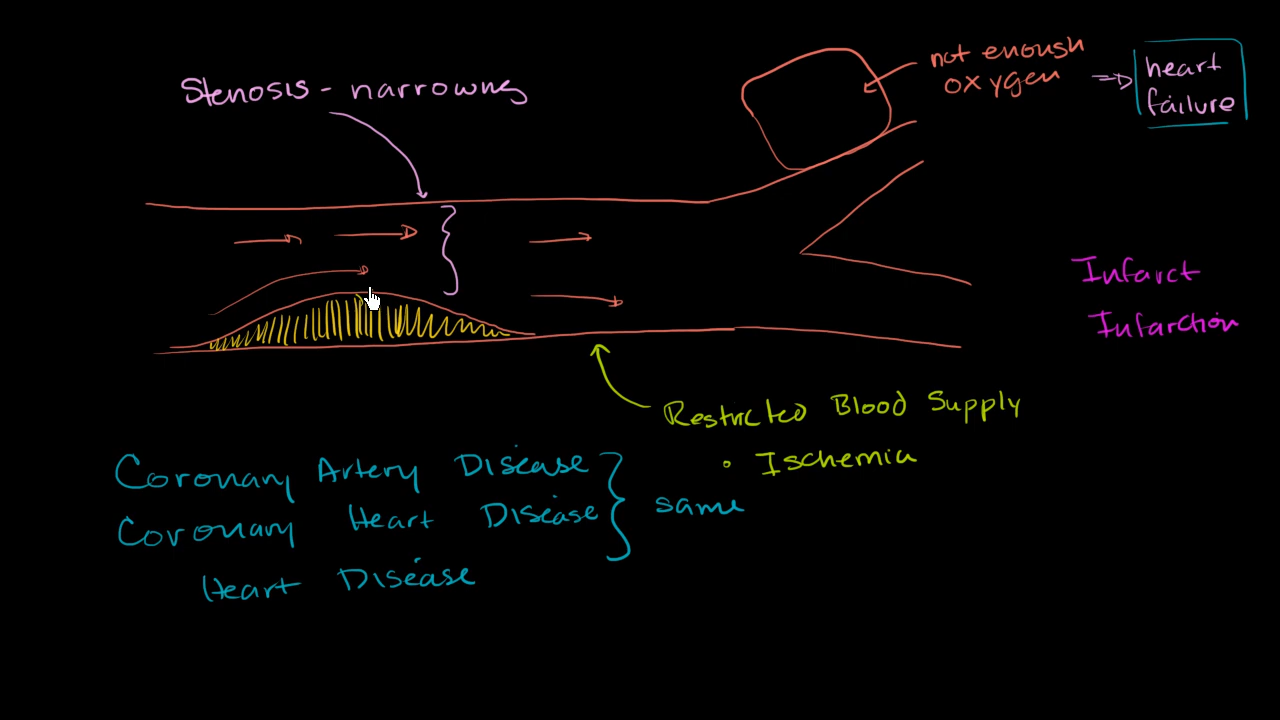 Stenosis - narrowing
not enough
oxygen
heart
failure
Infarct
Infarction
Restricted Blood Supply
• Ischemia
Coronary Artery Disease
Coronary Heart Disease
same
Heart Disease